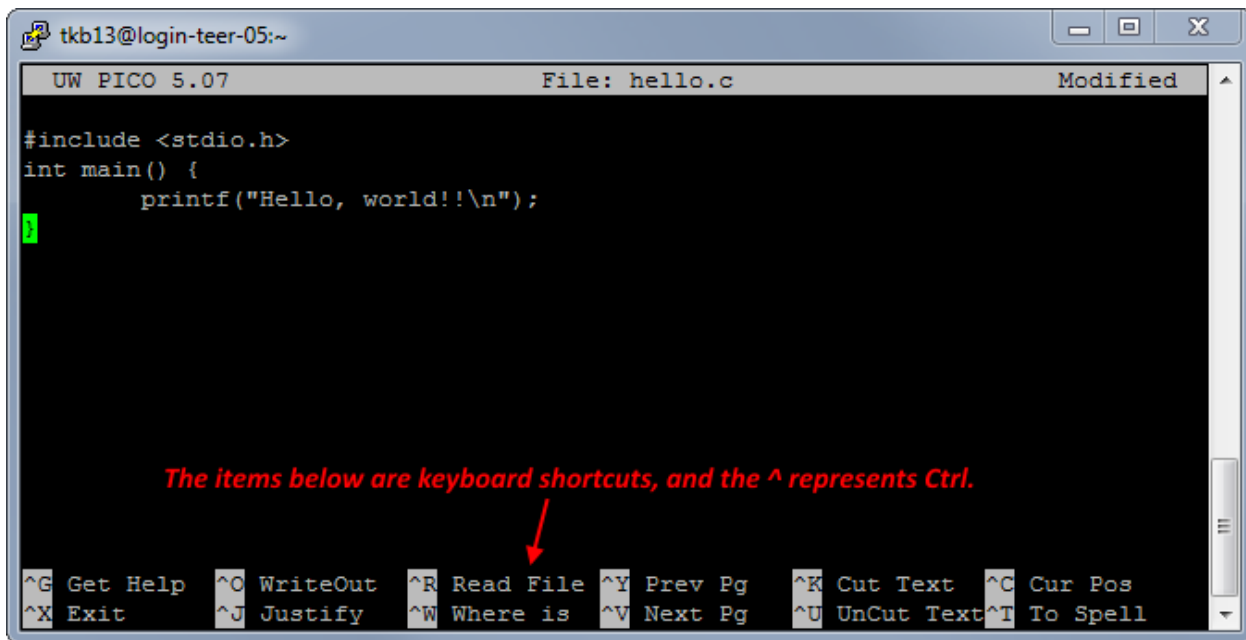 tkb13@login-teer-05:~
UW PICO 5.07 File: hello.c Modified
#include <stdio.h>
int main() {
printf("Hello, world!!\n");
}
The items below are keyboard shortcuts, and the ^ represents Ctrl.
^G Get Help ^O WriteOut ^R Read File ^Y Prev Pg ^K Cut Text ^C Cur Pos
^X Exit ^J Justify ^W Where is ^V Next Pg ^U UnCut Text ^T To Spell